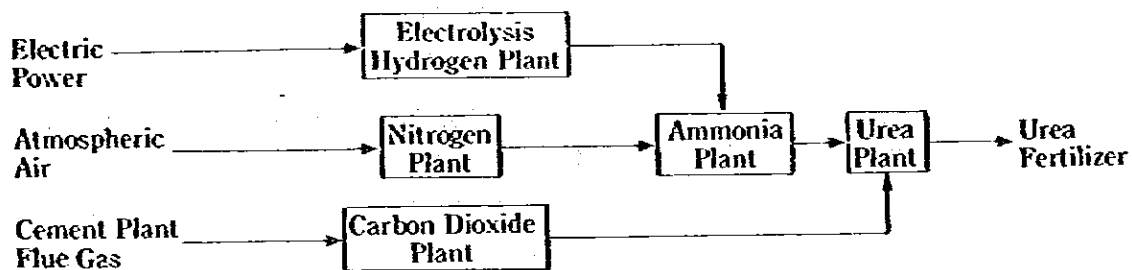 Electric
Power
Electrolysis
Hydrogen Plant
Atmospheric
Air
Nitrogen
Plant
Ammonia
Plant
Urea
Plant
Urea
Fertilizer
Cement Plant
Flue Gas
Carbon Dioxide
Plant